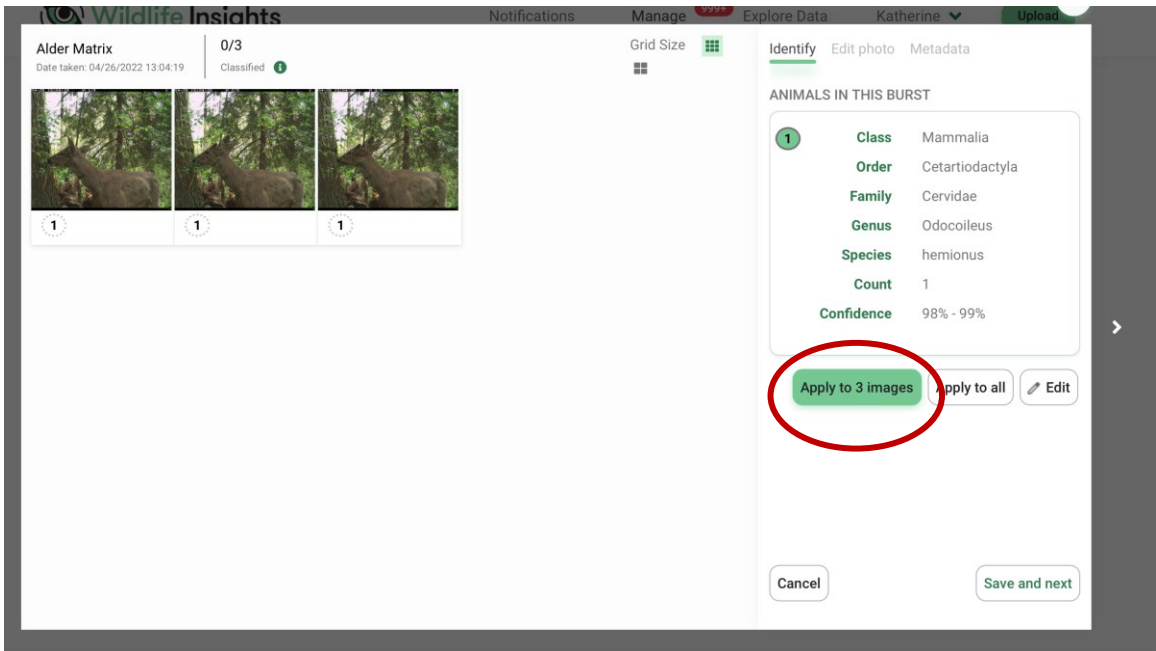 Wildlife Insights
Notifications Manage 999+ Explore Data Katherine Upload
Alder Matrix
Date taken: 04/26/2022 13:04:19
0/3
Classified
Grid Size
1 1 1
Identify Edit photo Metadata
ANIMALS IN THIS BURST
1
Class Mammalia
Order Cetartiodactyla
Family Cervidae
Genus Odocoileus
Species hemionus
Count 1
Confidence 98% - 99%
Apply to 3 images Apply to all Edit
Cancel Save and next